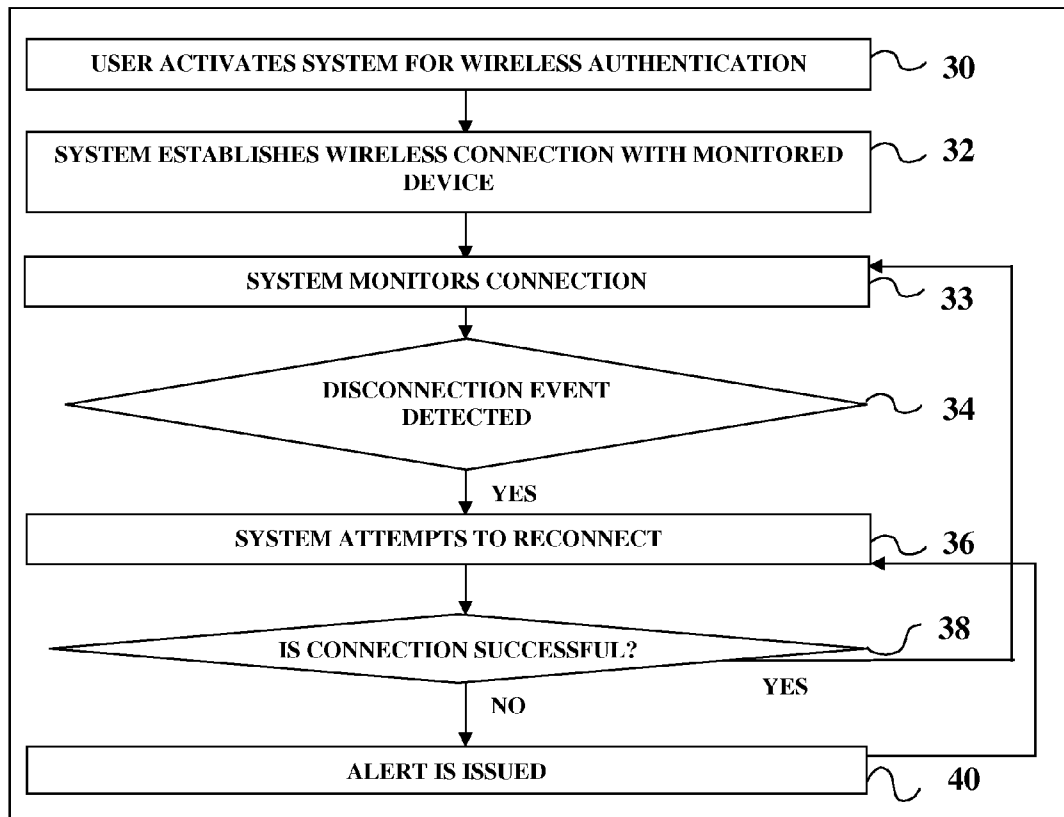 USER ACTIVATES SYSTEM FOR WIRELESS AUTHENTICATION
30
SYSTEM ESTABLISHES WIRELESS CONNECTION WITH MONITORED
DEVICE
32
SYSTEM MONITORS CONNECTION
33
DISCONNECTION EVENT
DETECTED
34
YES
SYSTEM ATTEMPTS TO RECONNECT
36
IS CONNECTION SUCCESSFUL?
38
YES
NO
ALERT IS ISSUED
40